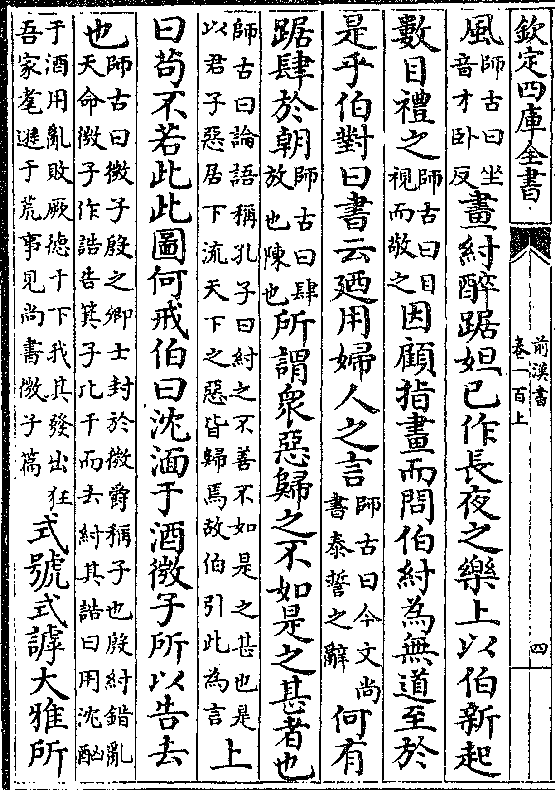 欽定四庫全書
前漢書
卷一百上
四
風師古曰坐
音才卧反畫紂醉踞妲己作長夜之樂上以伯新起
數目禮之師古曰目
視而敬之因顧指畫而問伯紂為無道至於
是乎伯對曰書云廼用婦人之言師古曰今文尚
書泰誓之辭何有
踞肆於朝師古曰肆
放也陳也所謂衆惡歸之不如是之甚者也
師古曰論語稱孔子曰紂之不善不如是之甚也是
以君子惡居下流天下之惡皆歸焉故伯引此為言上
曰苟不若此此圖何戒伯曰沈湎于酒微子所以告去
也師古曰微子殷之卿士封於微爵稱子也殷紂錯亂
天命微子作誥告箕子比干而去紂其誥曰用沈酗
于酒用亂敗厥德于下我其發出狂
吾家耄遜于荒事見尚書微子篇式號式謼大雅所